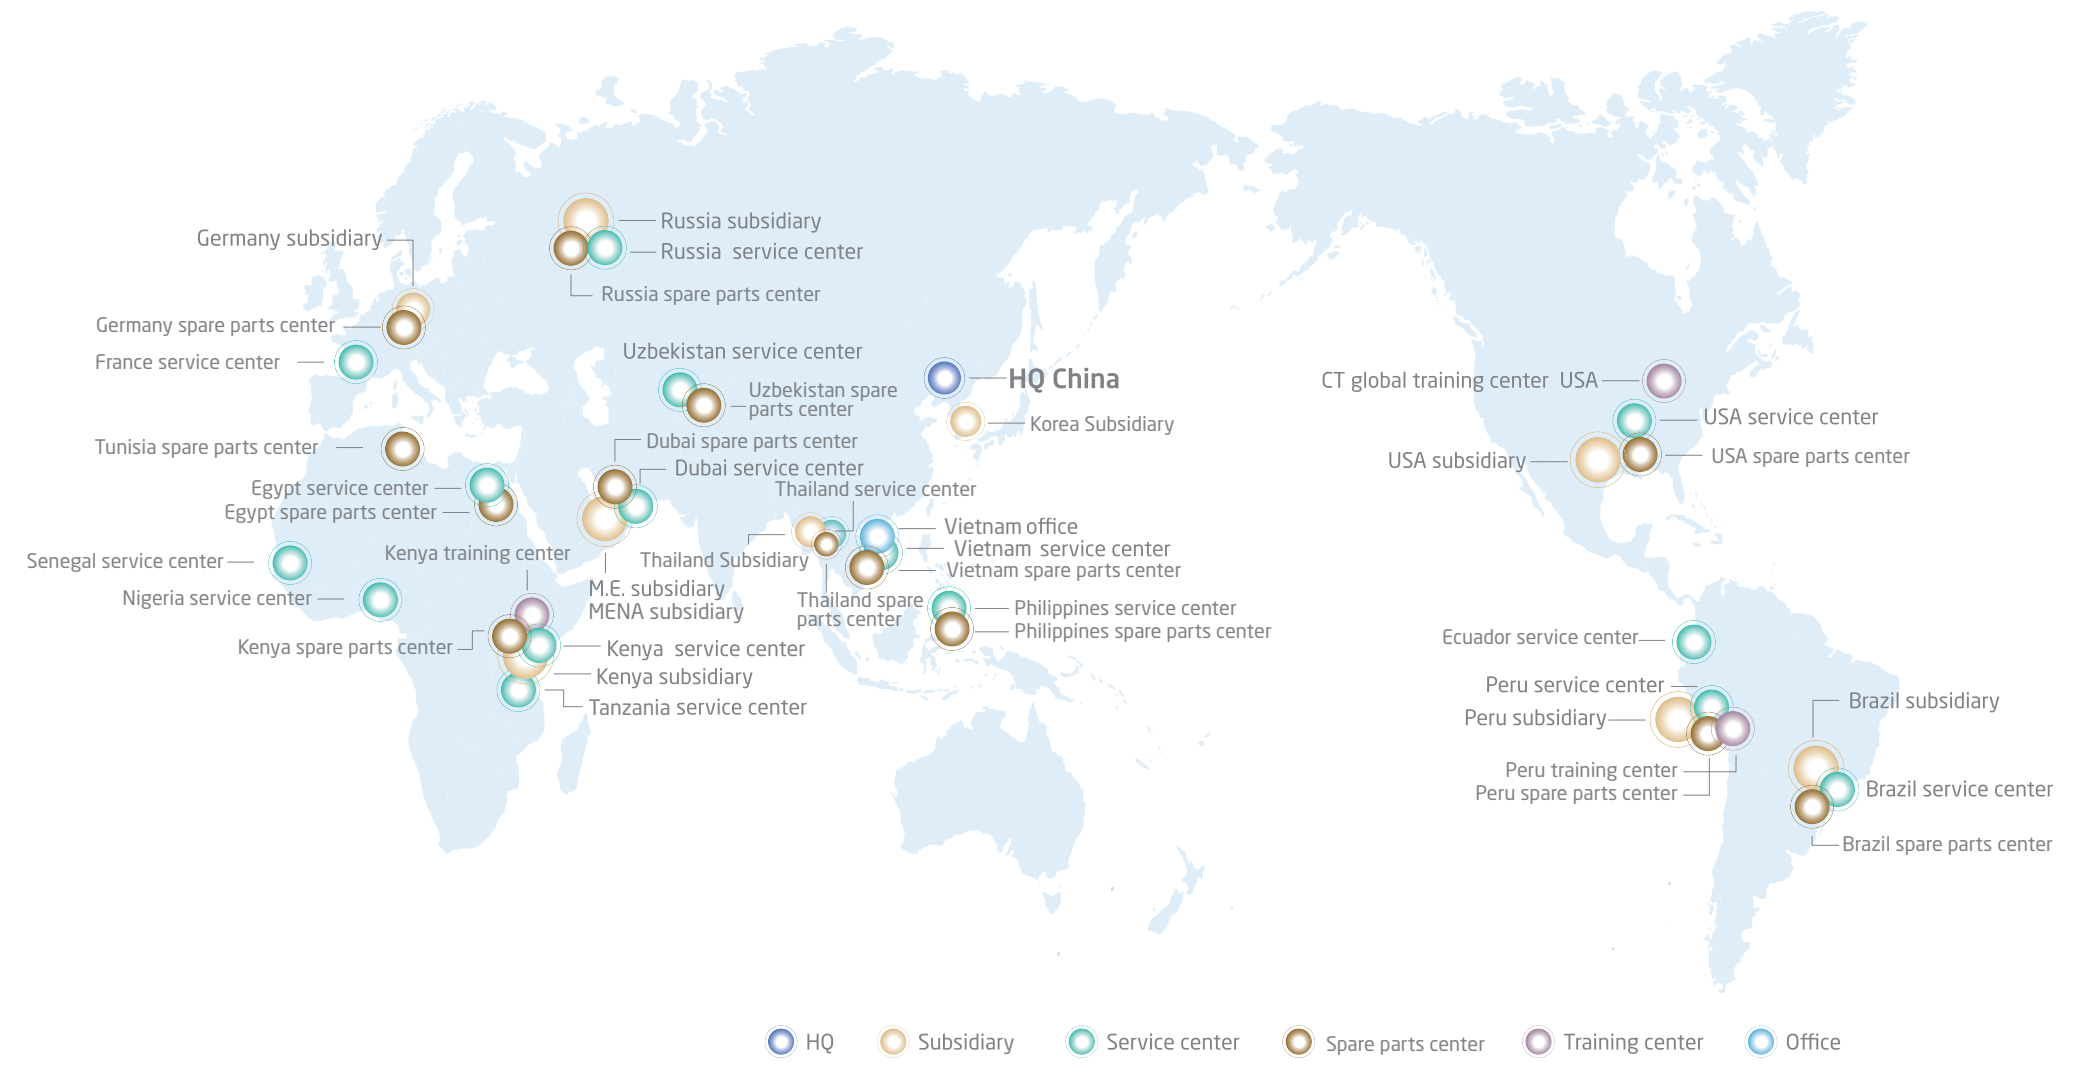 Germany subsidiary
Germany spare parts center
France service center
Tunisia spare parts center
Egypt service center
Egypt spare parts center
Senegal service center
Nigeria service center
Kenya training center
Kenya spare parts center
Kenya service center
Kenya subsidiary
Tanzania service center
Russia subsidiary
Russia service center
Russia spare parts center
Uzbekistan service center
Uzbekistan spare
parts center
Dubai spare parts center
Dubai service center
M.E. subsidiary
MENA subsidiary
HQ China
Korea Subsidiary
Thailand service center
Thailand Subsidiary
Thailand spare
parts center
Vietnam office
Vietnam service center
Vietnam spare parts center
Philippines service center
Philippines spare parts center
CT global training center USA
USA service center
USA subsidiary
USA spare parts center
Ecuador service center
Peru service center
Peru subsidiary
Peru training center
Peru spare parts center
Brazil subsidiary
Brazil service center
Brazil spare parts center
HQ
Subsidiary
Service center
Spare parts center
Training center
Office